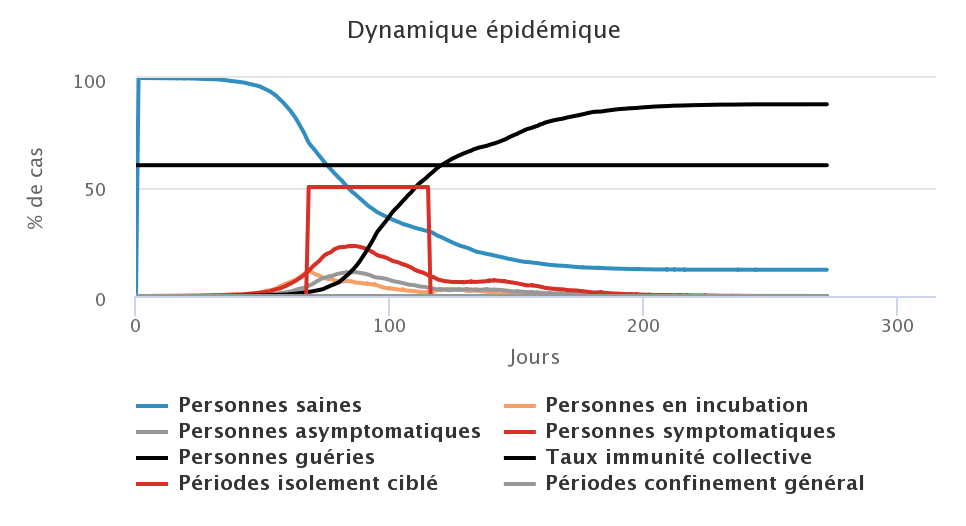 Dynamique épidémique
% de cas
100
50
0
0 100 200 300
Jours
Personnes saines Personnes en incubation
Personnes asymptomatiques Personnes symptomatiques
Personnes guéries Taux immunité collective
Périodes isolement ciblé Périodes confinement général